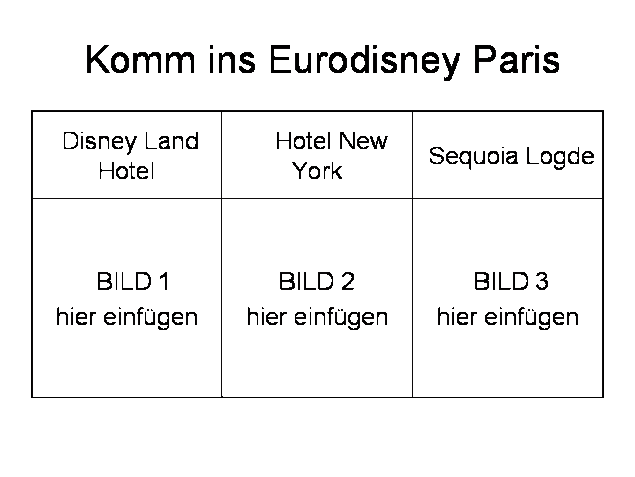 Komm ins Eurodisney Paris
Disney Land
Hotel
Hotel New
York
Sequoia Logde
BILD 1
hier einfügen
BILD 2
hier einfügen
BILD 3
hier einfügen